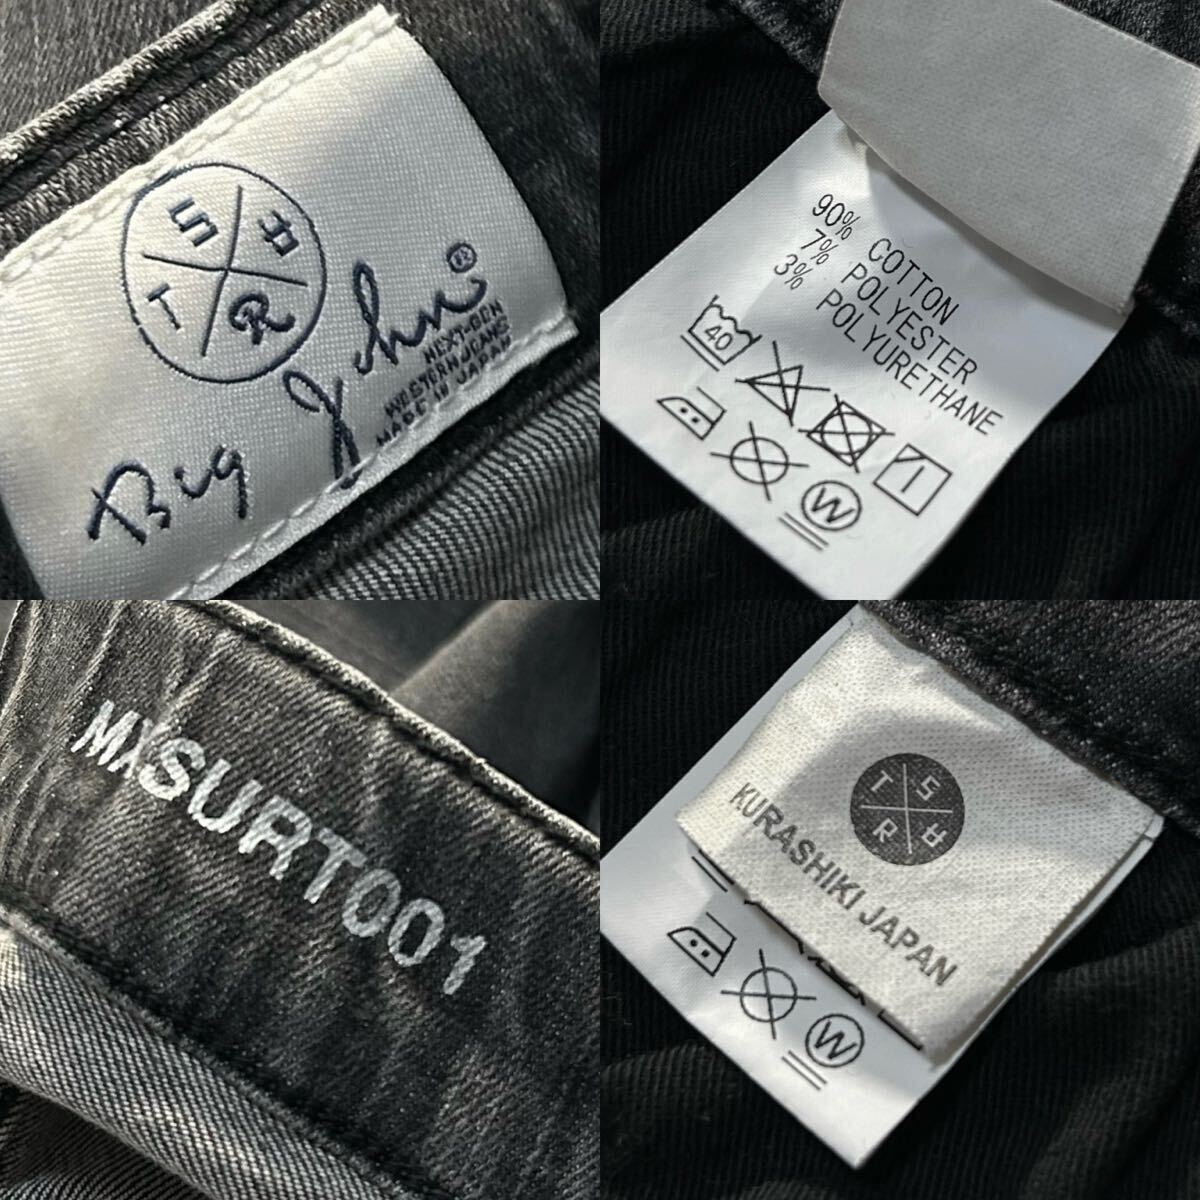 S
T R
Big John®
NEXT-GEN
WESTERN JEANS
MADE IN JAPAN
90% COTTON
7% POLYESTER
3% POLYURETHANE
40
W
MXSURT001
T S
R
KURASHIKI JAPAN
W